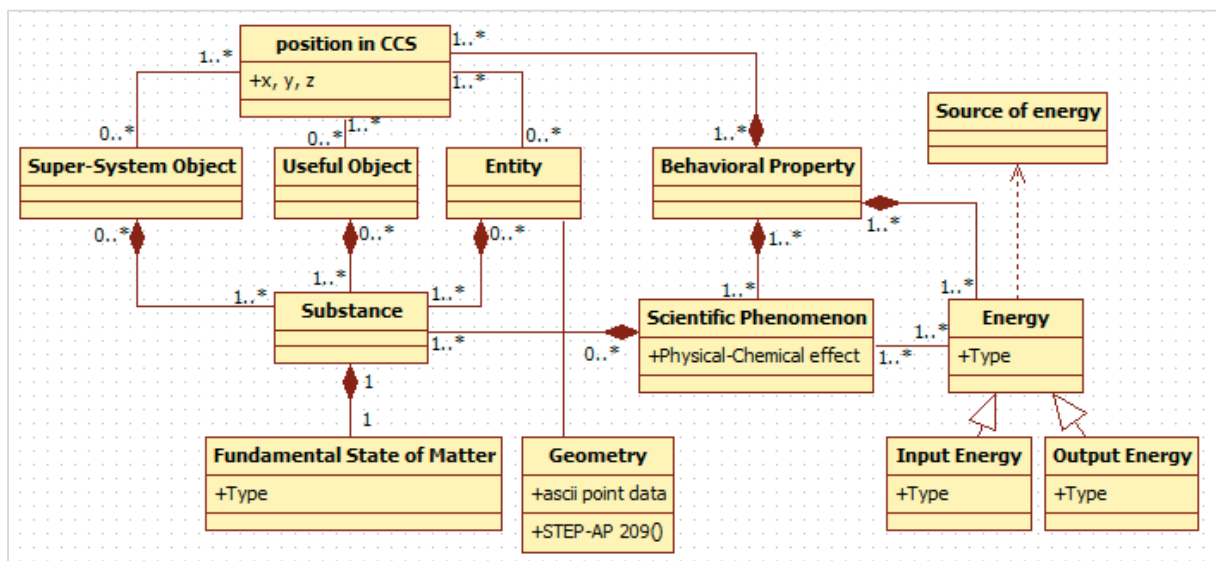 position in CCS
+x, y, z
1..*
1..*
1..*
1..*
0..*
0..*
0..*
1..*
Source of energy
Super-System Object
Useful Object
Entity
Behavioral Property
0..*
0..*
0..*
1..*
1..*
1..*
1..*
1..*
1..*
1..*
Substance
Scientific Phenomenon
+Physical-Chemical effect
Energy
+Type
1..*
0..*
1..*
1..*
1
1
Fundamental State of Matter
+Type
Geometry
+ascii point data
+STEP-AP 209()
Input Energy
+Type
Output Energy
+Type